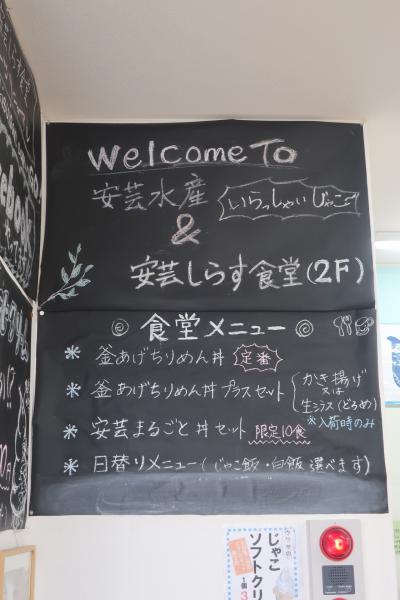 Welcome To
安芸水産
いらっしゃいじゃこ
&
安芸しらす食堂(2F)
◎ 食堂メニュー ◎
* 釜あげちりめん丼 定番
* 釜あげちりめん丼プラスセット かき揚げ
又は
生シラス(どろめ)
※入荷時のみ
* 安芸まるごと丼セット 限定10食
* 日替りメニュー(じゃこ飯・白飯 選べます)
じゃこ
ソフトクリ